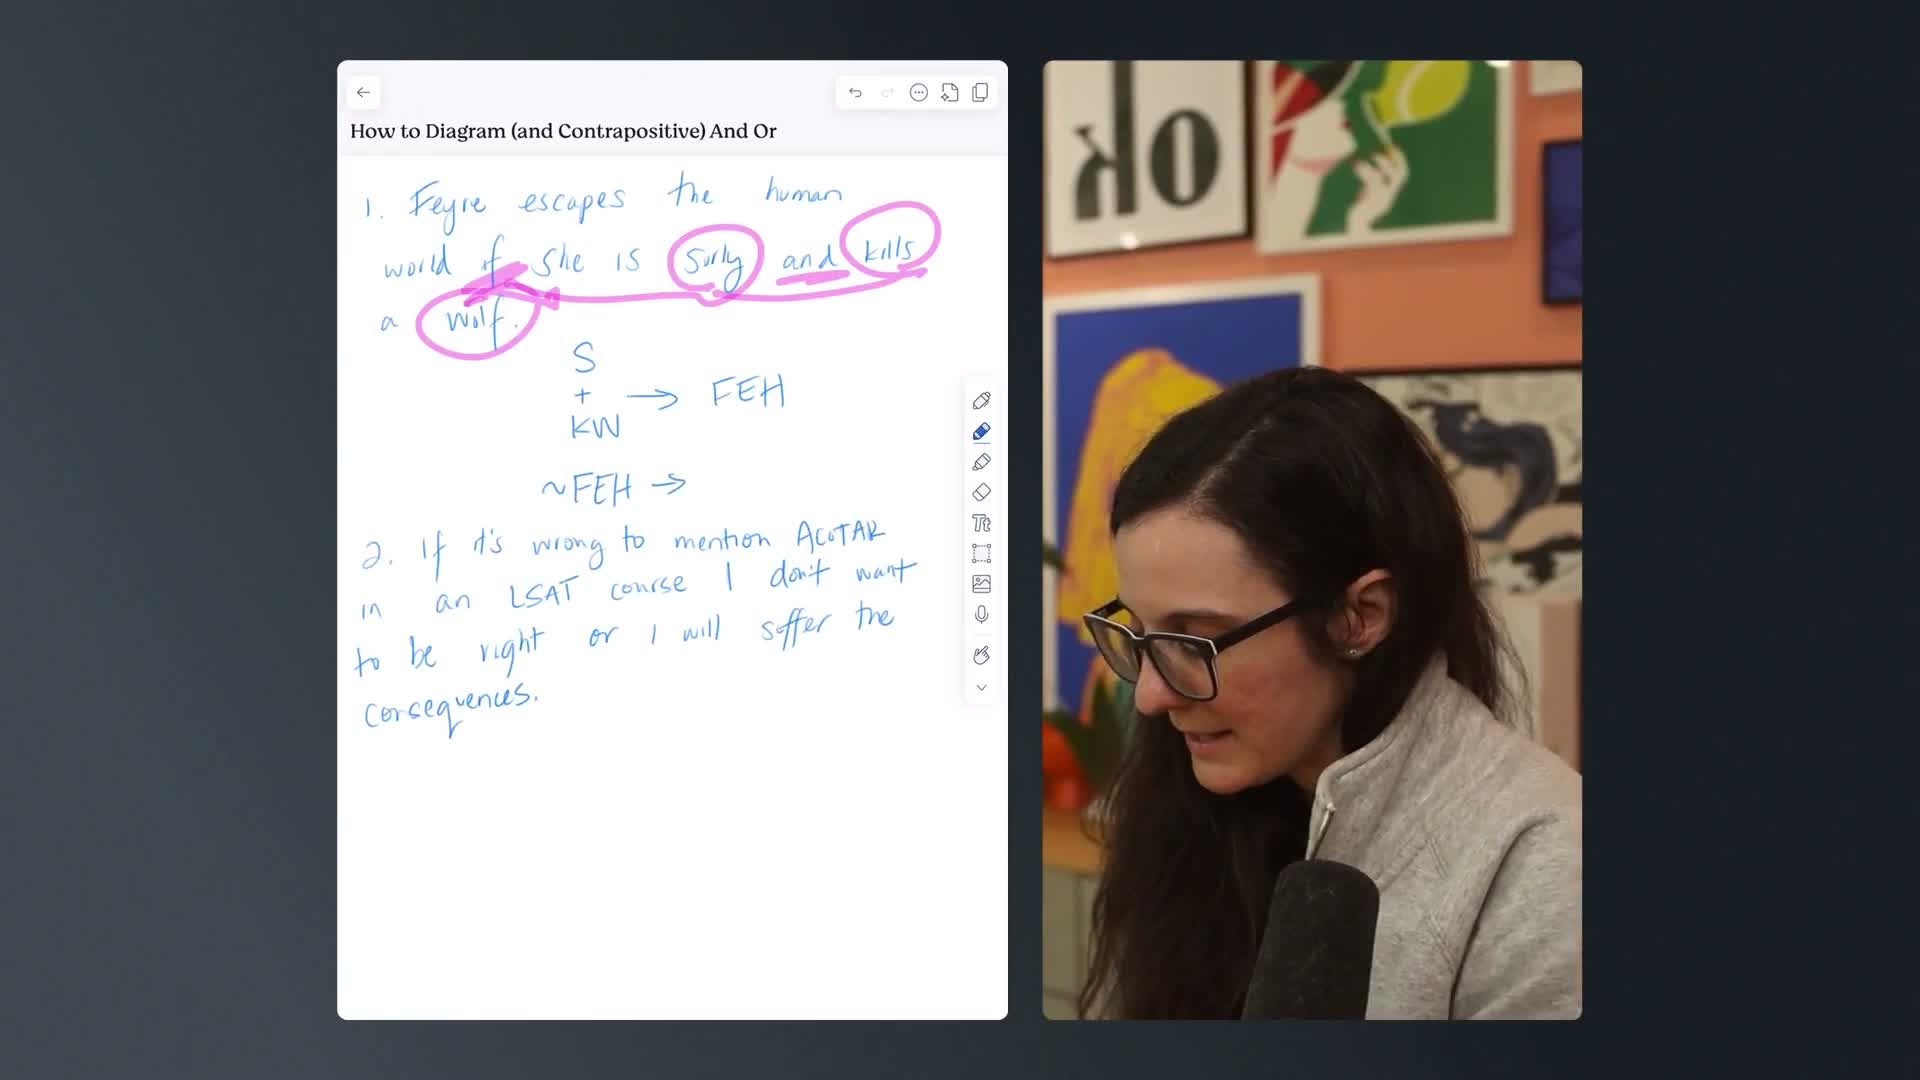 How to Diagram (and Contrapositive) And Or
1. Feyre escapes the human
world if she is surly and kills
a wolf.
S
+
KW → FEH
~FEH →
2. If it's wrong to mention ACOTAR
in an LSAT course I don't want
to be right or I will suffer the
consequences.
Tt
ok